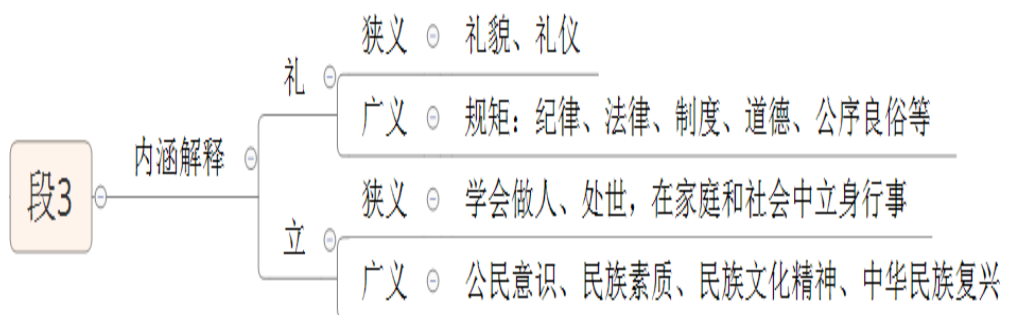 段3
内涵解释
礼
狭义
礼貌、礼仪
广义
规矩：纪律、法律、制度、道德、公序良俗等
立
狭义
学会做人、处世，在家庭和社会中立身行事
广义
公民意识、民族素质、民族文化精神、中华民族复兴